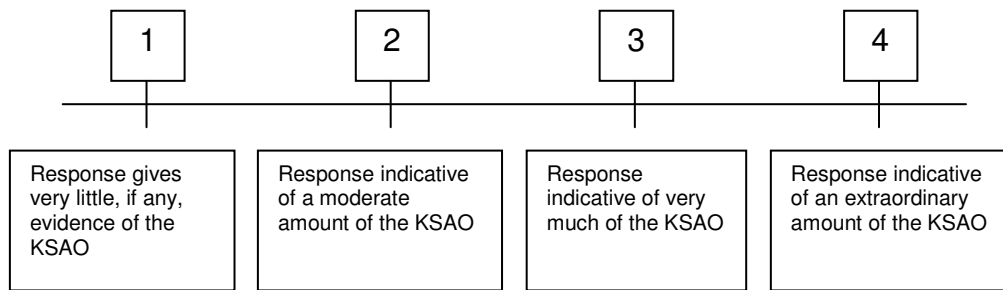 1
2
3
4
Response gives
very little, if any,
evidence of the
KSAO
Response indicative
of a moderate
amount of the KSAO
Response
indicative of very
much of the KSAO
Response indicative
of an extraordinary
amount of the KSAO